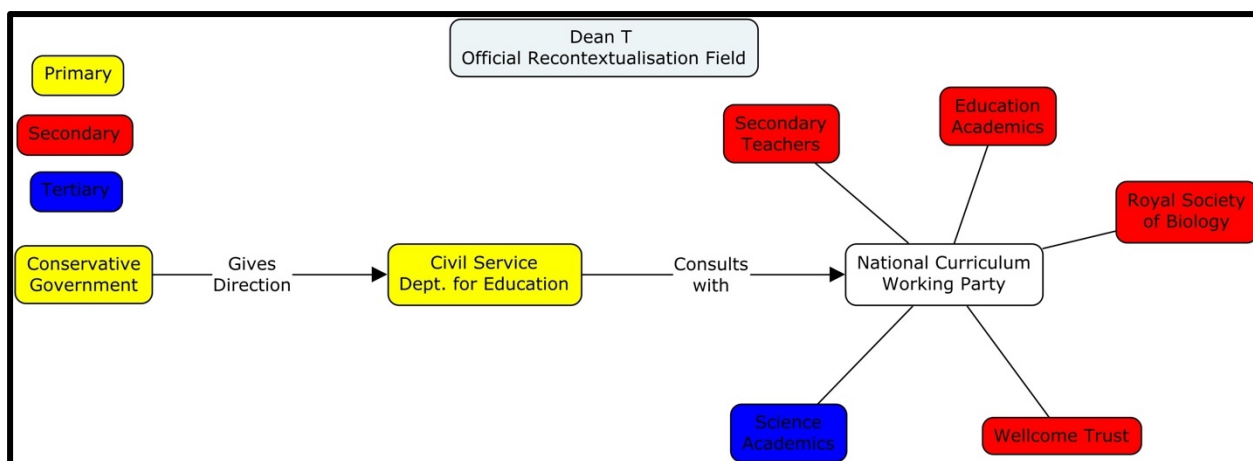 Dean T
Official Recontextualisation Field
Primary
Secondary
Tertiary
Secondary
Teachers
Education
Academics
Royal Society
of Biology
Conservative
Government
Gives
Direction
Civil Service
Dept. for Education
Consults
with
National Curriculum
Working Party
Science
Academics
Wellcome Trust